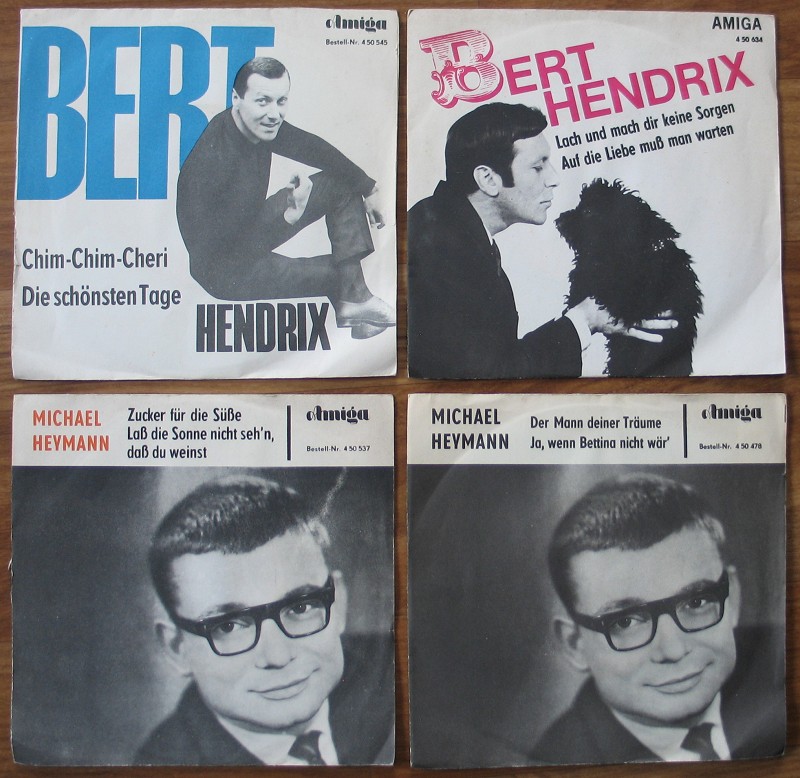 BERT
Amiga
Bestell-Nr. 4 50 545
Chim-Chim-Cheri
Die schönsten Tage
HENDRIX
AMIGA
4 50 634
BERT
HENDRIX
Lach und mach dir keine Sorgen
Auf die Liebe muß man warten
MICHAEL
HEYMANN
Zucker für die Süße
Laß die Sonne nicht seh'n,
daß du weinst
Amiga
Bestell-Nr. 4 50 537
MICHAEL
HEYMANN
Der Mann deiner Träume
Ja, wenn Bettina nicht wär'
Amiga
Bestell-Nr. 4 50 478